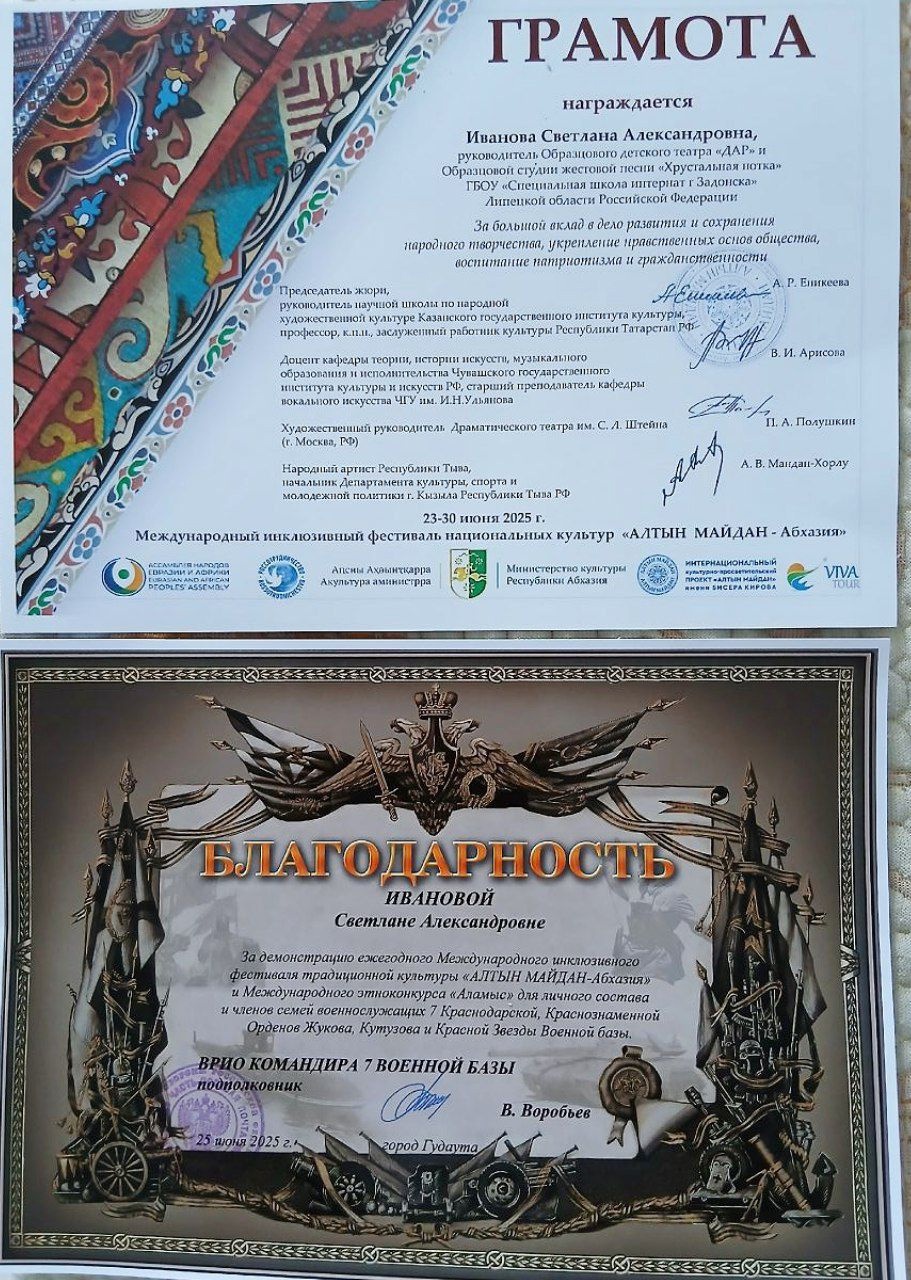 ГРАМОТА
награждается
Иванова Светлана Александровна,
руководитель Образцового детского театра «ДАР» и
Образцовой студии жестовой песни «Хрустальная нотка»
ГБОУ «Специальная школа интернат г Задонска»
Липецкой области Российской Федерации
За большой вклад в дело развития и сохранения
народного творчества, укрепление нравственных основ общества,
воспитание патриотизма и гражданственности
Председатель жюри,
руководитель научной школы по народной
художественной культуре Казанского государственного института культуры,
профессор, к.п.н., заслуженный работник культуры Республики Татарстан РФ
А. Р. Еникеева
Доцент кафедры теории, истории искусств, музыкального
образования и исполнительства Чувашского государственного
института культуры и искусств РФ, старший преподаватель кафедры
вокального искусства ЧГУ им. И.Н.Ульянова
В. И. Арисова
Художественный руководитель Драматического театра им. С. Л. Штейна
(г. Москва, РФ)
П. А. Полушкин
Народный артист Республики Тыва,
начальник Департамента культуры, спорта и
молодежной политики г. Кызыла Республики Тыва РФ
А. В. Мандан-Хорлу
23-30 июня 2025 г.
Международный инклюзивный фестиваль национальных культур «АЛТЫН МАЙДАН - Абхазия»
АССАМБЛЕЯ НАРОДОВ
ЕВРАЗИИ И АФРИКИ
EURASIAN AND AFRICAN
PEOPLES' ASSEMBLY
РОССОТРУДНИЧЕСТВО
Аԥсны Аҳәынҭқарра
Акультура аминистрра
Министерство культуры
Республики Абхазия
ИНТЕРНАЦИОНАЛЬНЫЙ
культурно-просветительский
ПРОЕКТ «АЛТЫН МАЙДАН»
имени БИСЕРА КИРОВА
VIVA
TOUR
БЛАГОДАРНОСТЬ
ИВАНОВОЙ
Светлане Александровне
За демонстрацию ежегодного Международного инклюзивного
фестиваля традиционной культуры «АЛТЫН МАЙДАН-Абхазия»
и Международного этноконкурса «Аламыс» для личного состава
и членов семей военнослужащих 7 Краснодарской, Краснознаменной
Орденов Жукова, Кутузова и Красной Звезды Военной базы.
ВРИО КОМАНДИРА 7 ВОЕННОЙ БАЗЫ
подполковник
В. Воробьев
25 июня 2025 г.
город Гудаута